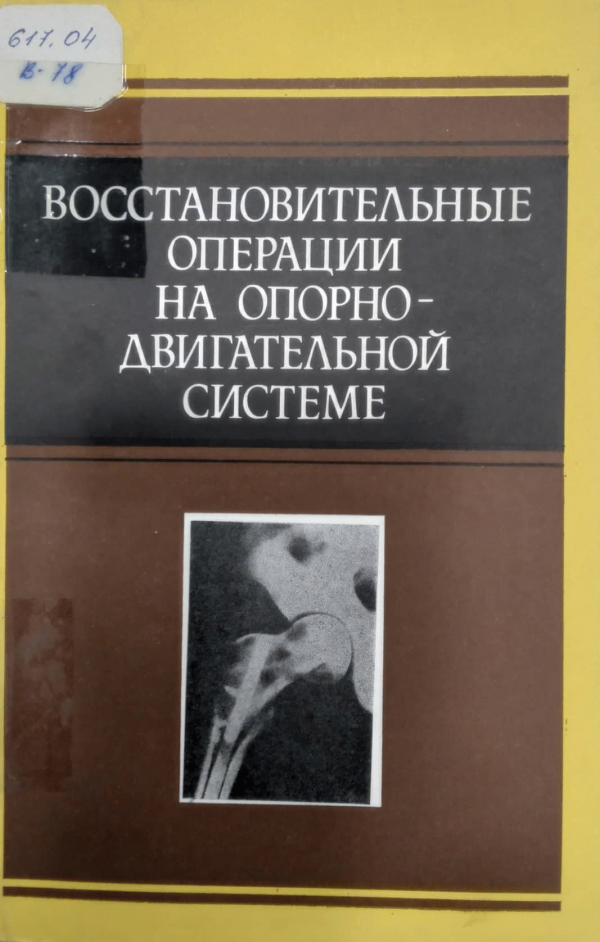 617.04
В-78
ВОССТАНОВИТЕЛЬНЫЕ
ОПЕРАЦИИ
НА ОПОРНО-
ДВИГАТЕЛЬНОЙ
СИСТЕМЕ